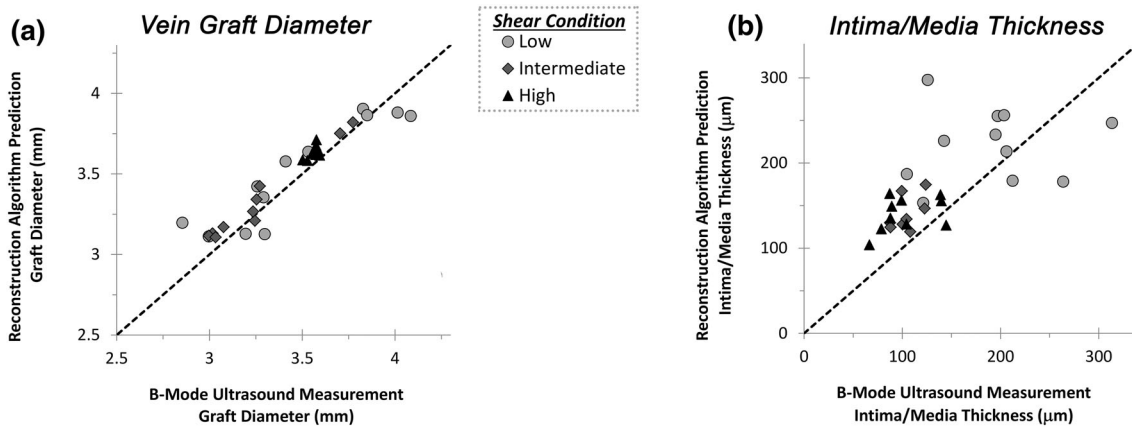 (a)
Vein Graft Diameter
Reconstruction Algorithm Prediction
Graft Diameter (mm)
4
3.5
3
2.5
2.5
3
3.5
4
B-Mode Ultrasound Measurement
Graft Diameter (mm)
Shear Condition
Low
Intermediate
High
(b)
Intima/Media Thickness
Reconstruction Algorithm Prediction
Intima/Media Thickness (μm)
300
200
100
0
0
100
200
300
B-Mode Ultrasound Measurement
Intima/Media Thickness (μm)